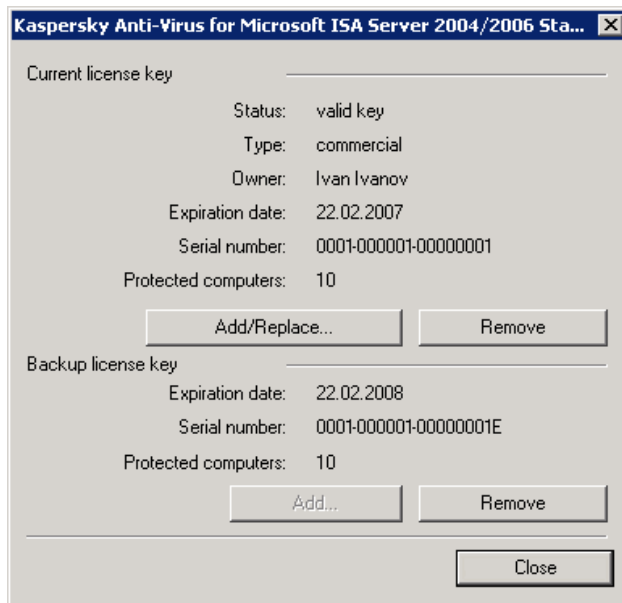 Kaspersky Anti-Virus for Microsoft ISA Server 2004/2006 Sta...
Current license key
Status: valid key
Type: commercial
Owner: Ivan Ivanov
Expiration date: 22.02.2007
Serial number: 0001-000001-00000001
Protected computers: 10
Add/Replace... Remove
Backup license key
Expiration date: 22.02.2008
Serial number: 0001-000001-00000001E
Protected computers: 10
Add... Remove
Close